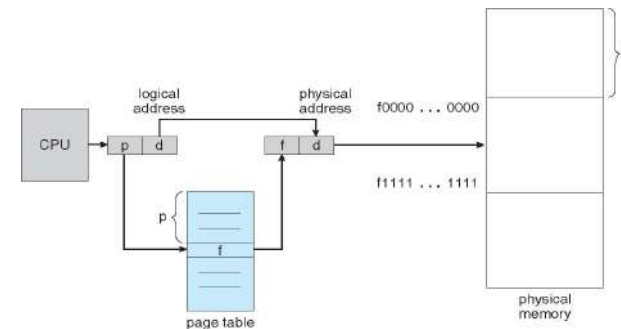 logical
address
physical
address
f0000 ... 0000
CPU
p d
f d
f1111 ... 1111
p
f
physical
memory
page table